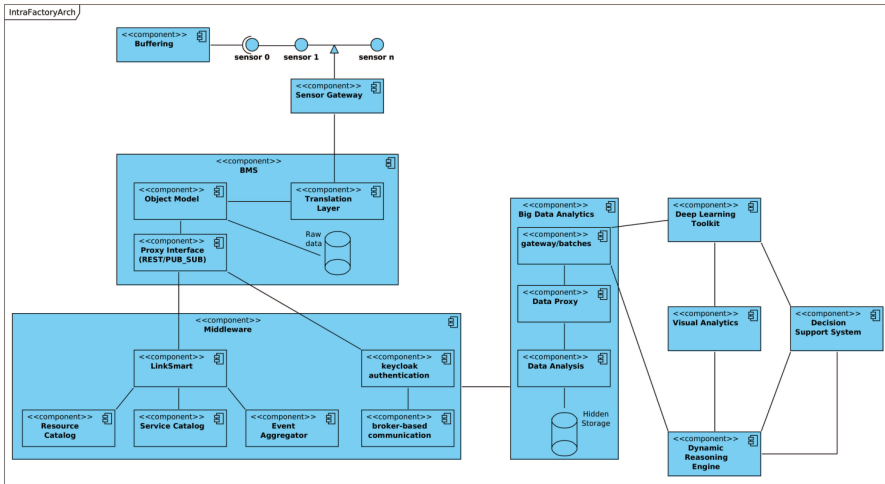 IntraFactoryArch
<<component>>
Buffering
sensor 0
sensor 1
sensor n
<<component>>
Sensor Gateway
<<component>>
BMS
<<component>>
Object Model
<<component>>
Translation
Layer
<<component>>
Proxy Interface
(REST/PUB_SUB)
Raw
data
<<component>>
Middleware
<<component>>
LinkSmart
<<component>>
keycloak
authentication
<<component>>
Resource
Catalog
<<component>>
Service Catalog
<<component>>
Event
Aggregator
<<component>>
broker-based
communication
<<component>>
Big Data Analytics
<<component>>
gateway/batches
<<component>>
Data Proxy
<<component>>
Data Analysis
Hidden
Storage
<<component>>
Deep Learning
Toolkit
<<component>>
Visual Analytics
<<component>>
Decision
Support System
<<component>>
Dynamic
Reasoning
Engine